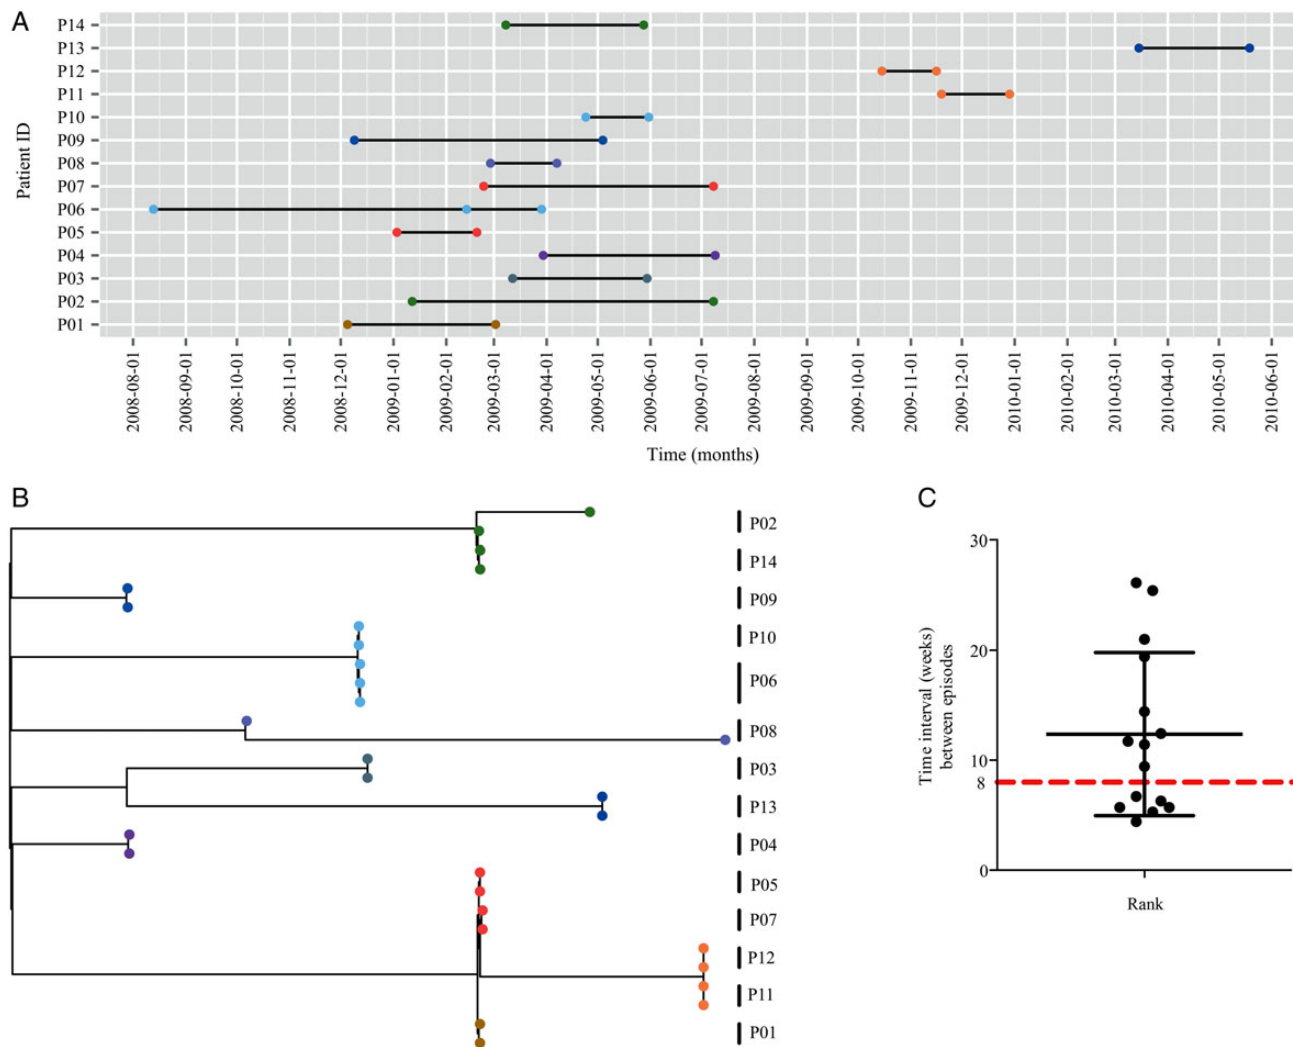 A
P14
P13
P12
P11
P10
P09
P08
P07
P06
P05
P04
P03
P02
P01
Patient ID
2008-08-01
2008-09-01
2008-10-01
2008-11-01
2008-12-01
2009-01-01
2009-02-01
2009-03-01
2009-04-01
2009-05-01
2009-06-01
2009-07-01
2009-08-01
2009-09-01
2009-10-01
2009-11-01
2009-12-01
2010-01-01
2010-02-01
2010-03-01
2010-04-01
2010-05-01
2010-06-01
Time (months)
B
P02
P14
P09
P10
P06
P08
P03
P13
P04
P05
P07
P12
P11
P01
C
Time interval (weeks)
between episodes
30
20
10
8
0
Rank